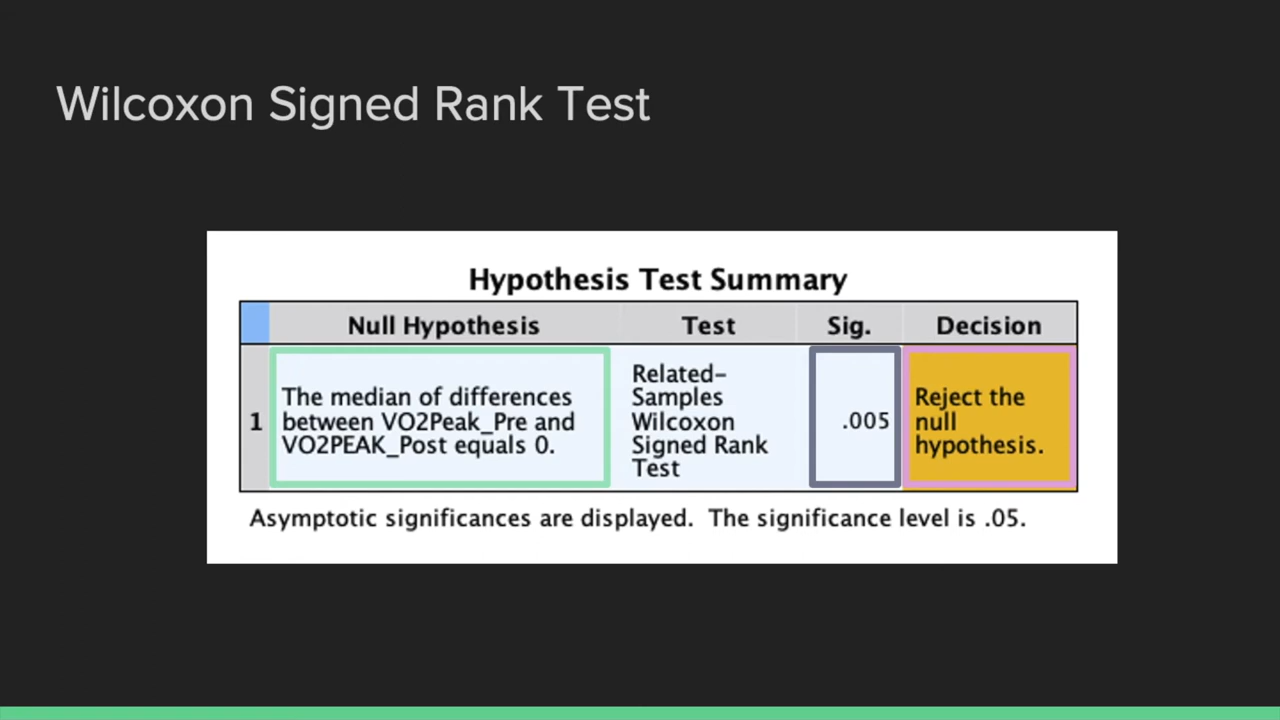 Wilcoxon Signed Rank Test
Hypothesis Test Summary
Null Hypothesis Test Sig. Decision
1
The median of differences
between VO2Peak_Pre and
VO2PEAK_Post equals 0.
Related-
Samples
Wilcoxon
Signed Rank
Test
.005
Reject the
null
hypothesis.
Asymptotic significances are displayed. The significance level is .05.